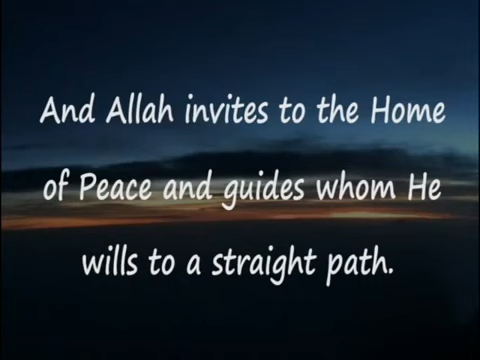 And Allah invites to the Home
of Peace and guides whom He
wills to a straight path.